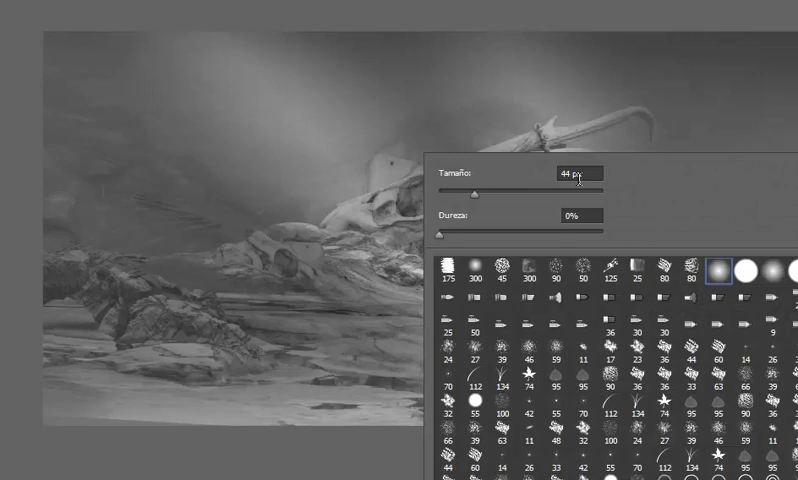 Tamaño: 44 px
Dureza: 0%
175 300 45 300 90 50 125 25 80 80
25 50 36 30 30 9
24 27 39 46 59 11 17 23 36 44 60 14 26
70 112 134 74 95 95 90 36 36 33 63 66 39
32 55 100 42 55 70 112 134 74 95 95 90 36
66 39 63 11 48 32 100 24 27 39 46 59 11
44 60 14 26 33 42 55 70 112 134 74 95 95